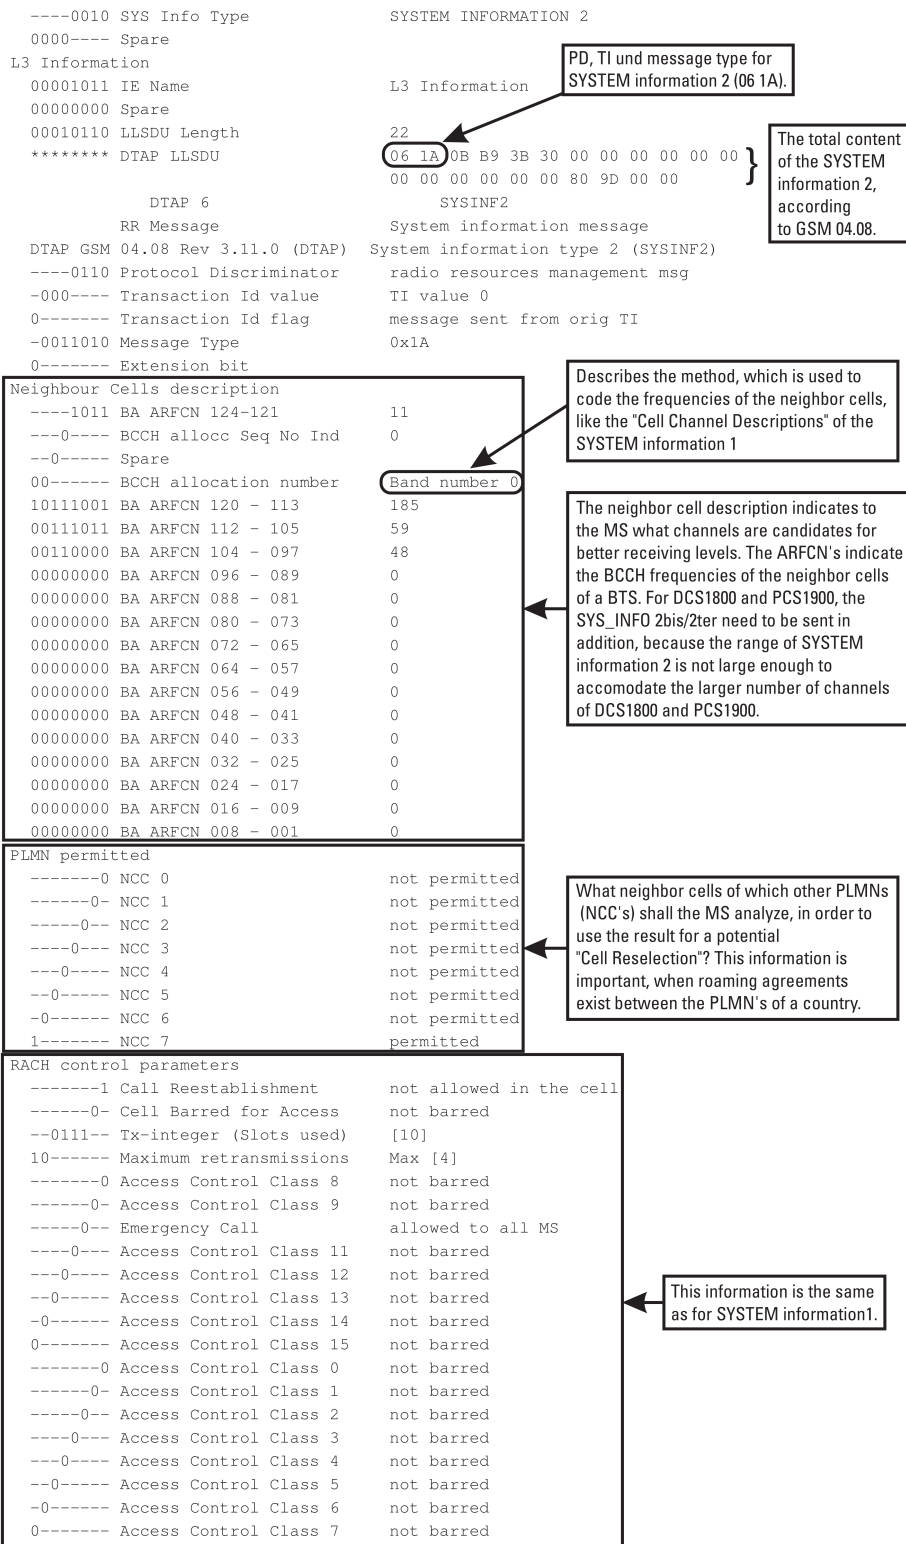 ----0010 SYS Info Type SYSTEM INFORMATION 2
0000---- Spare
L3 Information
PD, TI und message type for
SYSTEM information 2 (06 1A).
00001011 IE Name L3 Information
00000000 Spare
00010110 LLSDU Length 22
******** DTAP LLSDU 06 1A 0B B9 3B 30 00 00 00 00 00 00
00 00 00 00 00 00 80 9D 00 00
The total content
of the SYSTEM
information 2,
according
to GSM 04.08.
DTAP 6 SYSINF2
RR Message System information message
DTAP GSM 04.08 Rev 3.11.0 (DTAP) System information type 2 (SYSINF2)
----0110 Protocol Discriminator radio resources management msg
-000---- Transaction Id value TI value 0
0------- Transaction Id flag message sent from orig TI
-0011010 Message Type 0x1A
0------- Extension bit
Neighbour Cells description
----1011 BA ARFCN 124-121 11
---0---- BCCH allocc Seq No Ind 0
--0----- Spare
00------ BCCH allocation number Band number 0
Describes the method, which is used to
code the frequencies of the neighbor cells,
like the "Cell Channel Descriptions" of the
SYSTEM information 1
10111001 BA ARFCN 120 - 113 185
00111011 BA ARFCN 112 - 105 59
00110000 BA ARFCN 104 - 097 48
00000000 BA ARFCN 096 - 089 0
00000000 BA ARFCN 088 - 081 0
00000000 BA ARFCN 080 - 073 0
00000000 BA ARFCN 072 - 065 0
00000000 BA ARFCN 064 - 057 0
00000000 BA ARFCN 056 - 049 0
00000000 BA ARFCN 048 - 041 0
00000000 BA ARFCN 040 - 033 0
00000000 BA ARFCN 032 - 025 0
00000000 BA ARFCN 024 - 017 0
00000000 BA ARFCN 016 - 009 0
00000000 BA ARFCN 008 - 001 0
The neighbor cell description indicates to
the MS what channels are candidates for
better receiving levels. The ARFCN's indicate
the BCCH frequencies of the neighbor cells
of a BTS. For DCS1800 and PCS1900, the
SYS_INFO 2bis/2ter need to be sent in
addition, because the range of SYSTEM
information 2 is not large enough to
accomodate the larger number of channels
of DCS1800 and PCS1900.
PLMN permitted
-------0 NCC 0 not permitted
------0- NCC 1 not permitted
-----0-- NCC 2 not permitted
----0--- NCC 3 not permitted
---0---- NCC 4 not permitted
--0----- NCC 5 not permitted
-0------ NCC 6 not permitted
1------- NCC 7 permitted
What neighbor cells of which other PLMNs
(NCC's) shall the MS analyze, in order to
use the result for a potential
"Cell Reselection"? This information is
important, when roaming agreements
exist between the PLMN's of a country.
RACH control parameters
-------1 Call Reestablishment not allowed in the cell
------0- Cell Barred for Access not barred
--0111-- Tx-integer (Slots used) [10]
10------ Maximum retransmissions Max [4]
-------0 Access Control Class 8 not barred
------0- Access Control Class 9 not barred
-----0-- Emergency Call allowed to all MS
----0--- Access Control Class 11 not barred
---0---- Access Control Class 12 not barred
--0----- Access Control Class 13 not barred
-0------ Access Control Class 14 not barred
0------- Access Control Class 15 not barred
-------0 Access Control Class 0 not barred
------0- Access Control Class 1 not barred
-----0-- Access Control Class 2 not barred
----0--- Access Control Class 3 not barred
---0---- Access Control Class 4 not barred
--0----- Access Control Class 5 not barred
-0------ Access Control Class 6 not barred
0------- Access Control Class 7 not barred
This information is the same
as for SYSTEM information1.